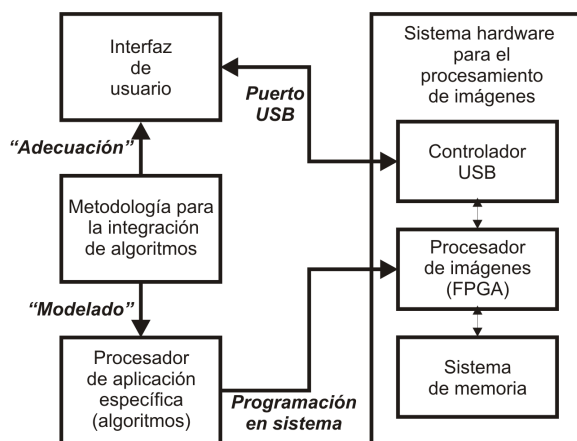 Interfaz
de
usuario
“Adecuación”
Metodología para
la integración
de algoritmos
“Modelado”
Procesador
de aplicación
específica
(algoritmos)
Puerto
USB
Programación
en sistema
Sistema hardware
para el
procesamiento
de imágenes
Controlador
USB
Procesador
de imágenes
(FPGA)
Sistema
de memoria